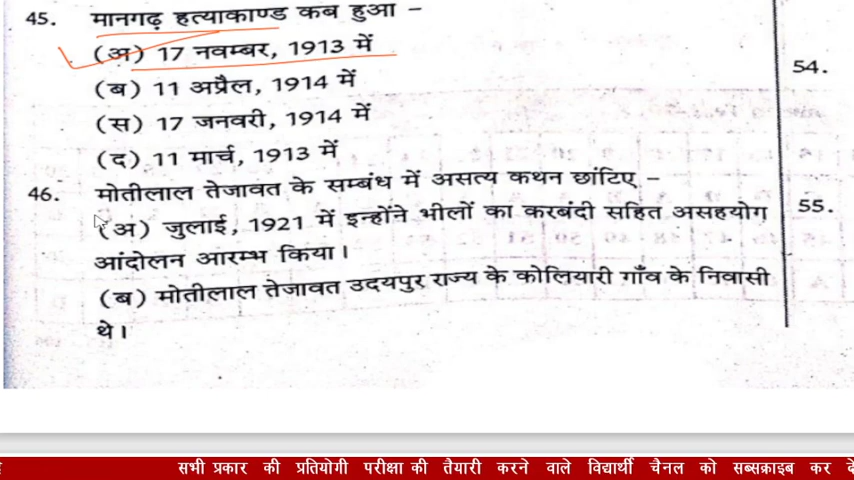 45. मानगढ़ हत्याकाण्ड कब हुआ –
(अ) 17 नवम्बर, 1913 में
(ब) 11 अप्रैल, 1914 में
(स) 17 जनवरी, 1914 में
(द) 11 मार्च, 1913 में
46. मोतीलाल तेजावत के सम्बंध में असत्य कथन छांटिए –
(अ) जुलाई, 1921 में इन्होंने भीलों का करबंदी सहित असहयोग
आंदोलन आरम्भ किया।
(ब) मोतीलाल तेजावत उदयपुर राज्य के कोलियारी गाँव के निवासी
थे।
54.
55.
सभी प्रकार की प्रतियोगी परीक्षा की तैयारी करने वाले विद्यार्थी चैनल को सब्सक्राइब कर